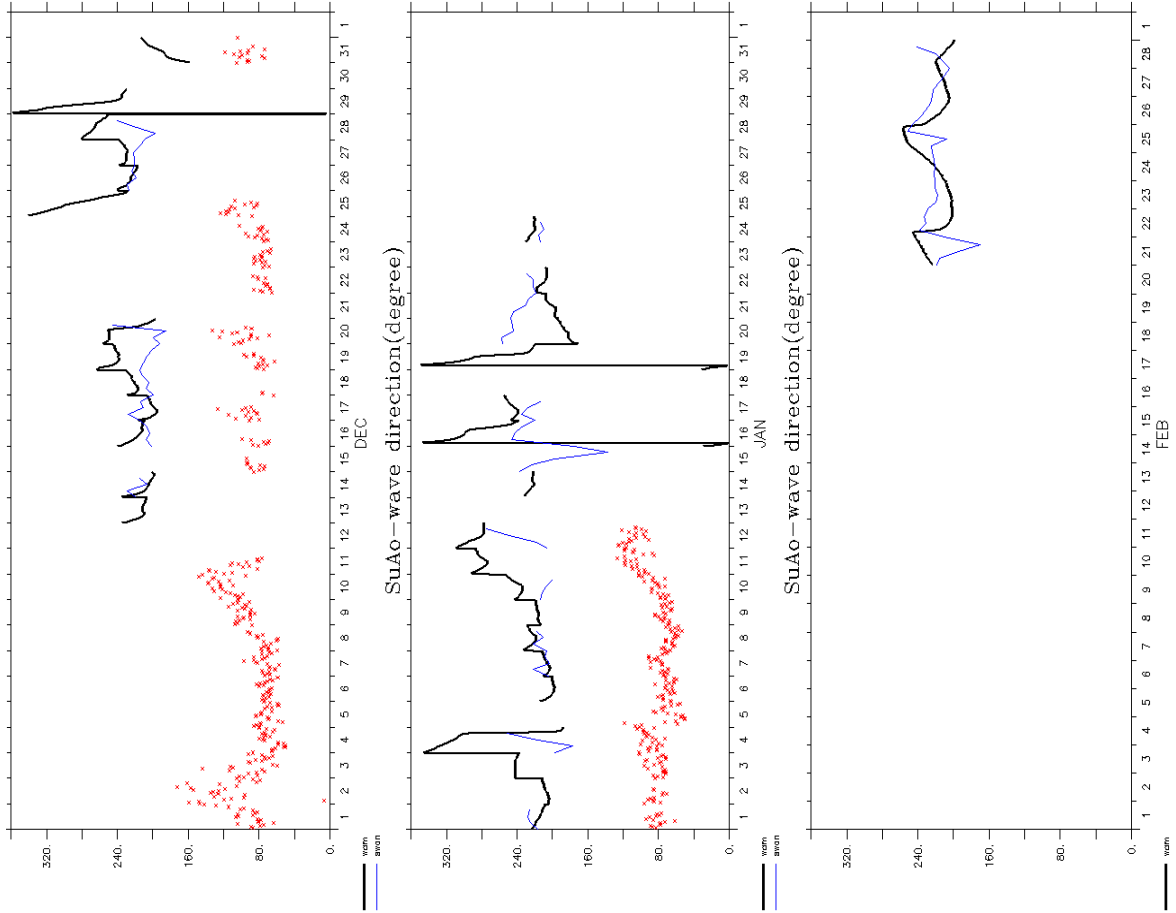 320.
240.
160.
80.
0.
1 2 3 4 5 6 7 8 9 10 11 12 13 14 15 16 17 18 19 20 21 22 23 24 25 26 27 28 29 30 31 1
DEC
wam
swan
SuAo-wave direction(degree)
320.
240.
160.
80.
0.
1 2 3 4 5 6 7 8 9 10 11 12 13 14 15 16 17 18 19 20 21 22 23 24 25 26 27 28 29 30 31 1
JAN
wam
swan
SuAo-wave direction(degree)
320.
240.
160.
80.
0.
1 2 3 4 5 6 7 8 9 10 11 12 13 14 15 16 17 18 19 20 21 22 23 24 25 26 27 28 1
FEB
wam